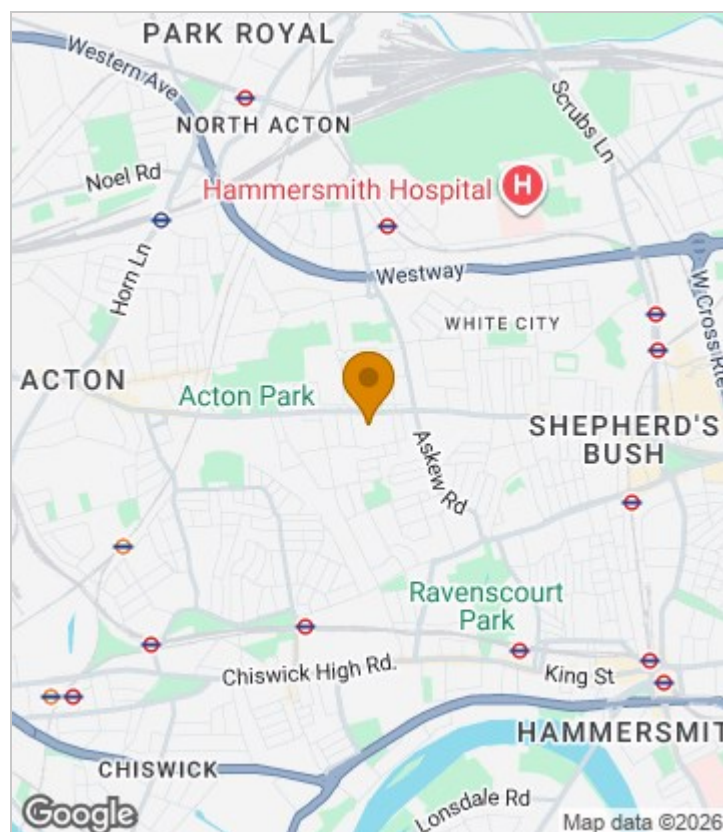 PARK ROYAL
Western Ave
NORTH ACTON
Scrubs Ln
Noel Rd
Hammersmith Hospital
H
Horn Ln
Westway
W Cross Rte
WHITE CITY
ACTON
Acton Park
SHEPHERD'S
BUSH
Askew Rd
Ravenscourt
Park
Chiswick High Rd.
King St
HAMMERSMIT
CHISWICK
Lonsdale Rd
Google
Map data ©2026